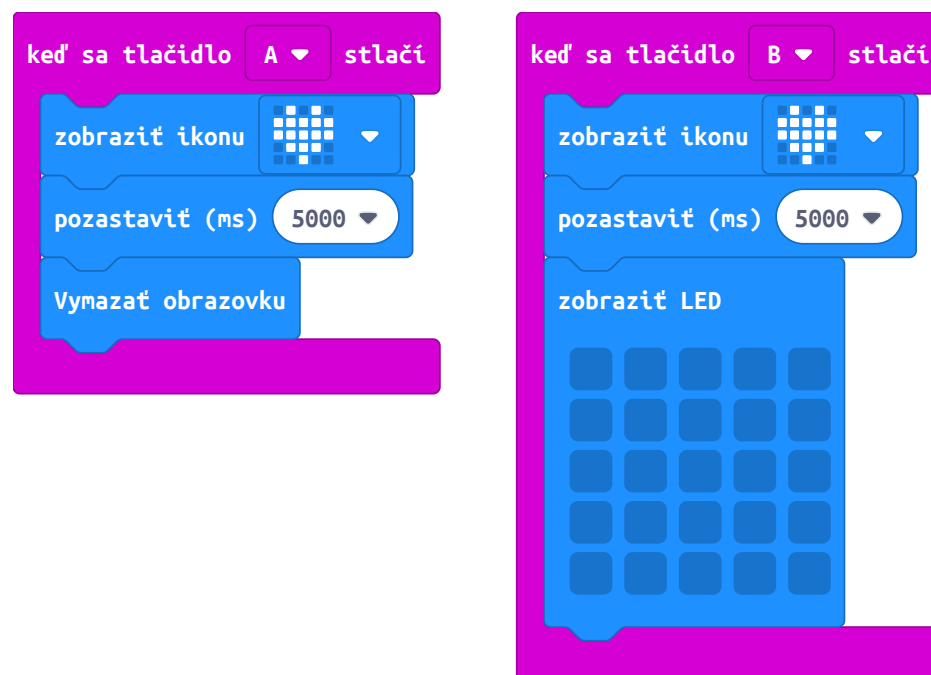 keď sa tlačidlo A stlačí
zobraziť ikonu
pozastaviť (ms) 5000
Vymazať obrazovku
keď sa tlačidlo B stlačí
zobraziť ikonu
pozastaviť (ms) 5000
zobraziť LED